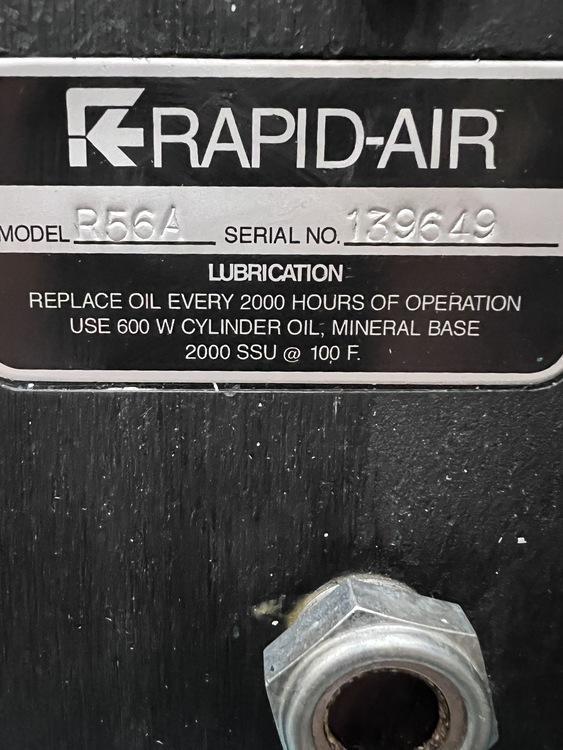 RAPID-AIR
MODEL R56A SERIAL NO. 139649
LUBRICATION
REPLACE OIL EVERY 2000 HOURS OF OPERATION
USE 600 W CYLINDER OIL, MINERAL BASE
2000 SSU @ 100 F.